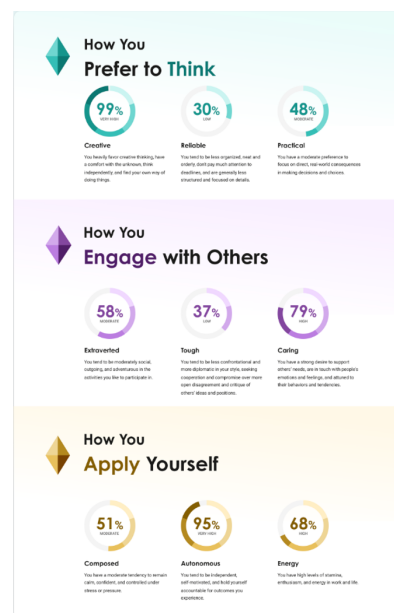 How You
Prefer to Think
99% 30% 48%
VERY HIGH LOW MODERATE
Creative Reliable Practical
You heavily favor creative thinking, have
a comfort with the unknown, think
independently, and find your own way of
doing things.
You tend to be less organized, neat and
orderly, don't pay much attention to
deadlines, and are generally less
structured and focused on details.
You have a moderate preference to
focus on direct, real-world consequences
in making decisions and choices.
How You
Engage with Others
58% 37% 79%
MODERATE LOW HIGH
Extraverted Tough Caring
You tend to be moderately social,
outgoing, and adventurous in the
activities you like to participate in.
You tend to be less confrontational and
more diplomatic in your style, seeking
cooperation and compromise over more
open disagreement and critique of
others' ideas and positions.
You have a strong desire to support
others' needs, are in touch with people's
emotions and feelings, and attuned to
their behaviors and tendencies.
How You
Apply Yourself
51% 95% 68%
MODERATE VERY HIGH HIGH
Composed Autonomous Energy
You have a moderate tendency to remain
calm, confident, and controlled under
stress or pressure.
You tend to be independent,
self-motivated, and hold yourself
accountable for outcomes you
experience.
You have high levels of stamina,
enthusiasm, and energy in work and life.